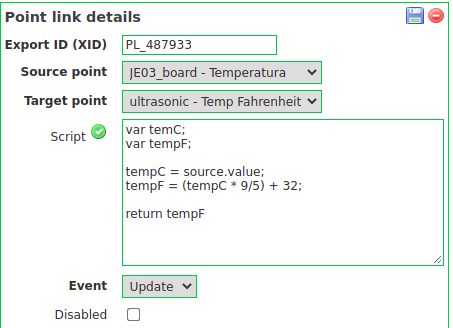 Point link details
Export ID (XID) PL_487933
Source point JE03_board - Temperatura
Target point ultrasonic - Temp Fahrenheit
Script var temC;
var tempF;
tempC = source.value;
tempF = (tempC * 9/5) + 32;
return tempF
Event Update
Disabled